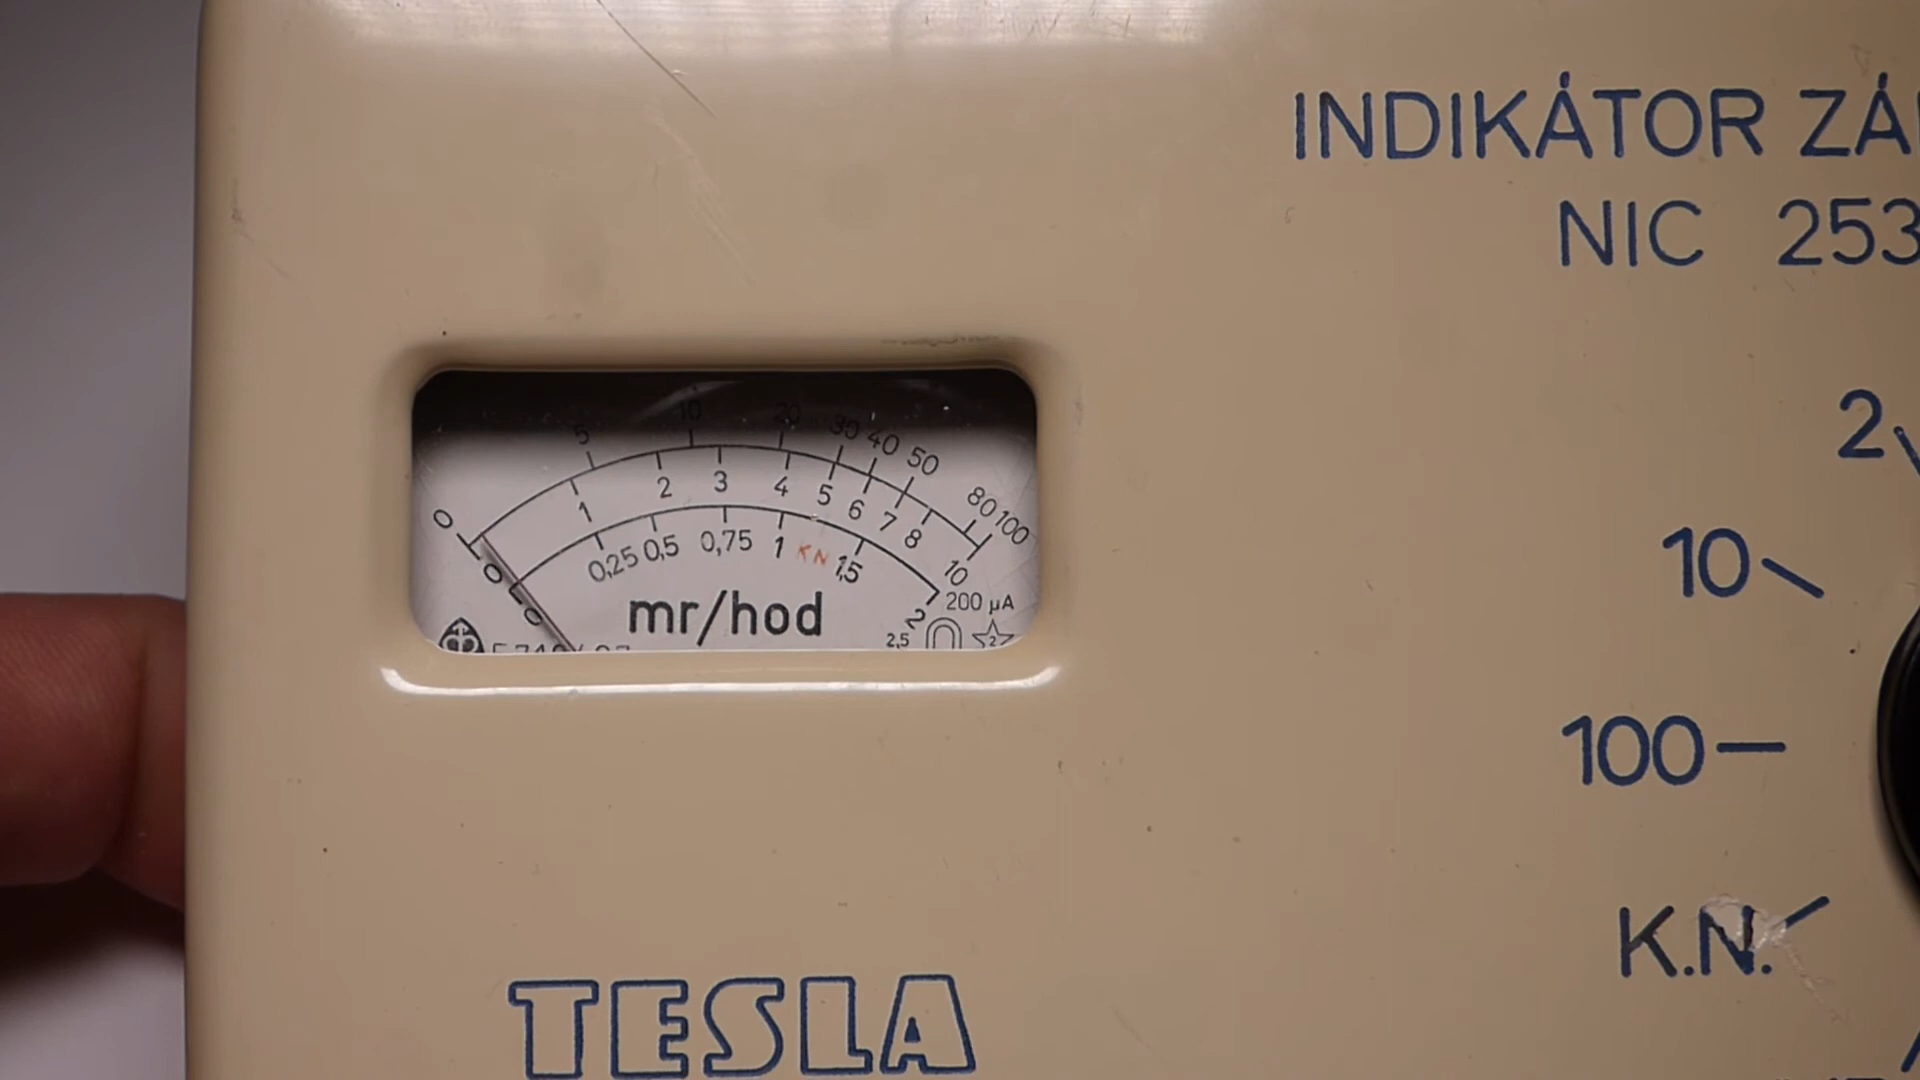 INDIKÁTOR
NIC 253
5 10 20 30 40 50 80 100
0 1 2 3 4 5 6 7 8 10
0 0,25 0,5 0,75 1 KN 1,5 2
mr/hod
200 µA
2,5 2
2
10
100
K.N.
TESLA